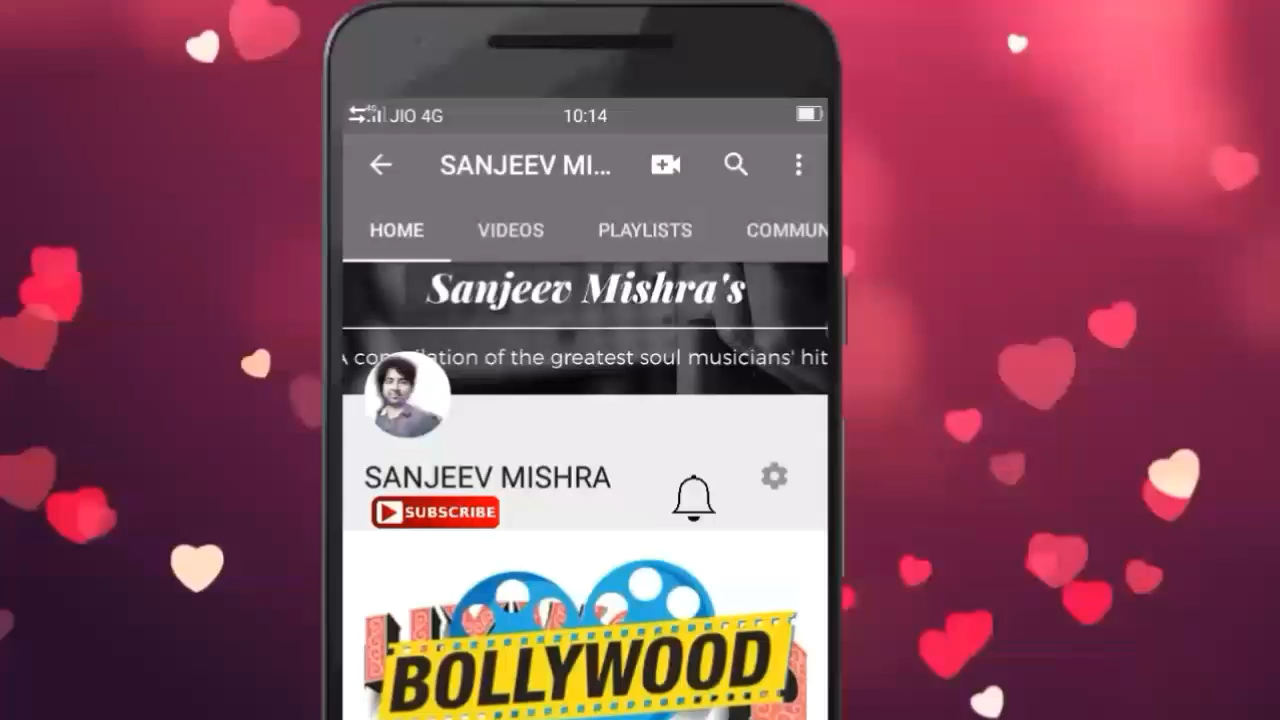 JIO 4G 10:14
SANJEEV MI...
HOME VIDEOS PLAYLISTS COMMUN
Sanjeev Mishra's
of the greatest soul musicians' hit
SANJEEV MISHRA
SUBSCRIBE
BOLLYWOOD